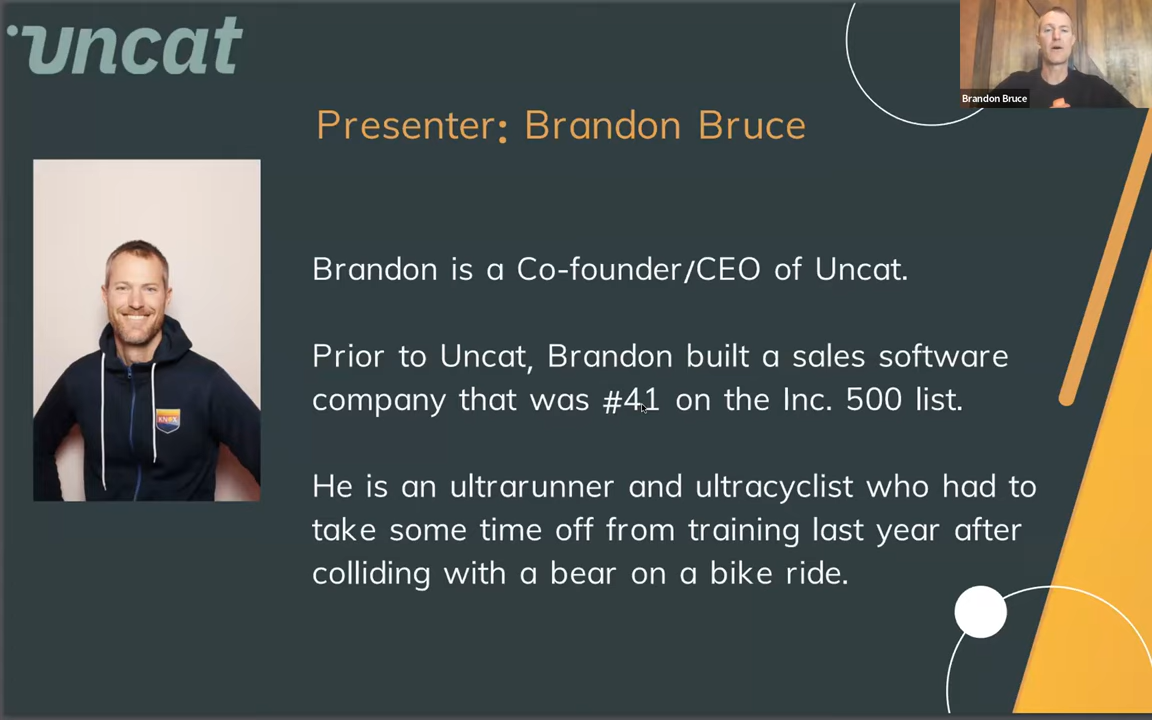 uncat
Brandon Bruce
Presenter: Brandon Bruce
Brandon is a Co-founder/CEO of Uncat.
Prior to Uncat, Brandon built a sales software
company that was #41 on the Inc. 500 list.
He is an ultrarunner and ultracyclist who had to
take some time off from training last year after
colliding with a bear on a bike ride.